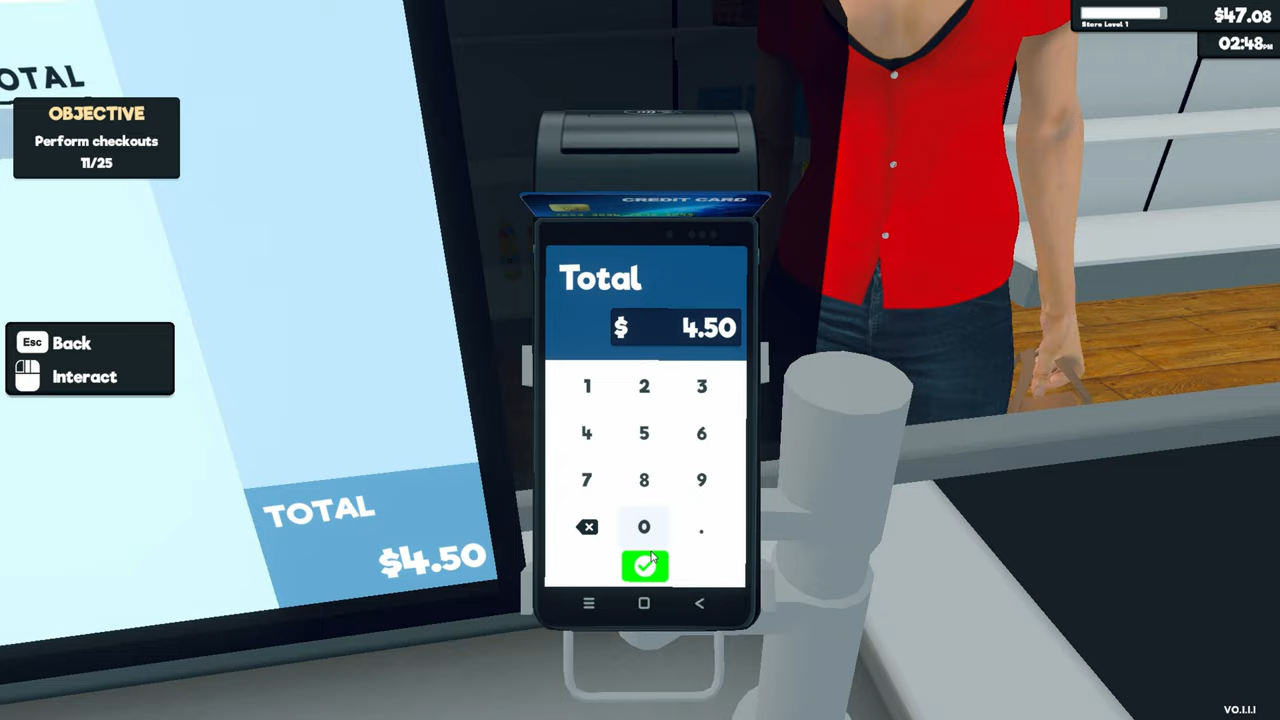 $47.08
Store Level 1
02:48PM
OTAL
OBJECTIVE
Perform checkouts
11/25
CREDIT CARD
Total
$ 4.50
Esc Back
Interact
1 2 3
4 5 6
7 8 9
0 .
TOTAL
$4.50
V0.1.1.1